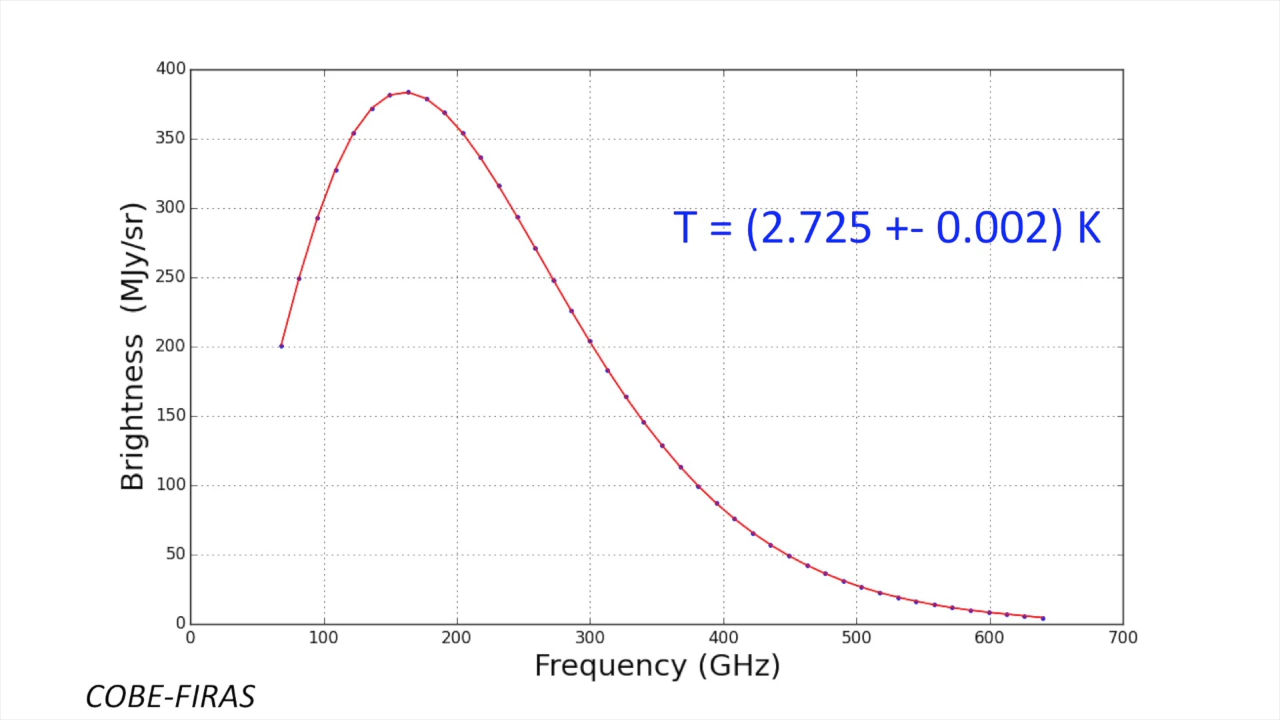 400
350
300
250
200
150
100
50
0
Brightness (MJy/sr)
T = (2.725 +- 0.002) K
0 100 200 300 400 500 600 700
Frequency (GHz)
COBE-FIRAS